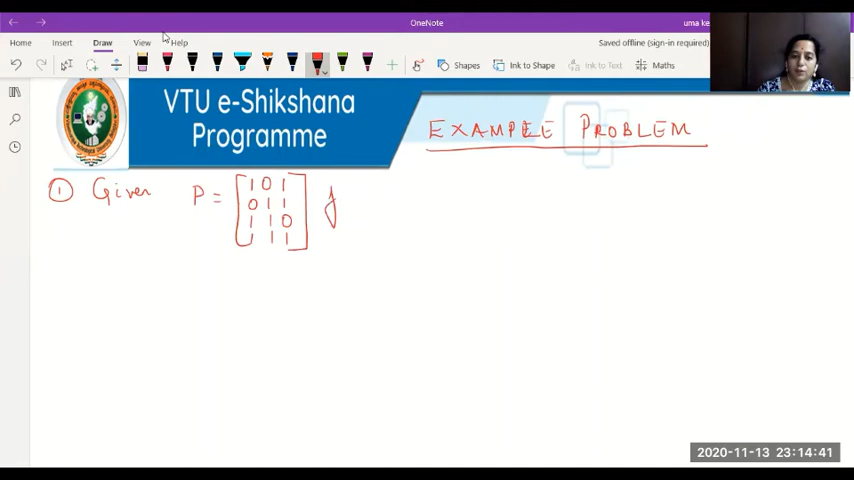 OneNote
uma ke
Home Insert Draw View Help
Saved offline (sign-in required)
Shapes Ink to Shape Ink to Text Maths
VTU e-Shikshana
Programme
EXAMPLE PROBLEM
① Given P = [1 0 1
0 1 1
1 1 0
1 1 1]
2020-11-13 23:14:41